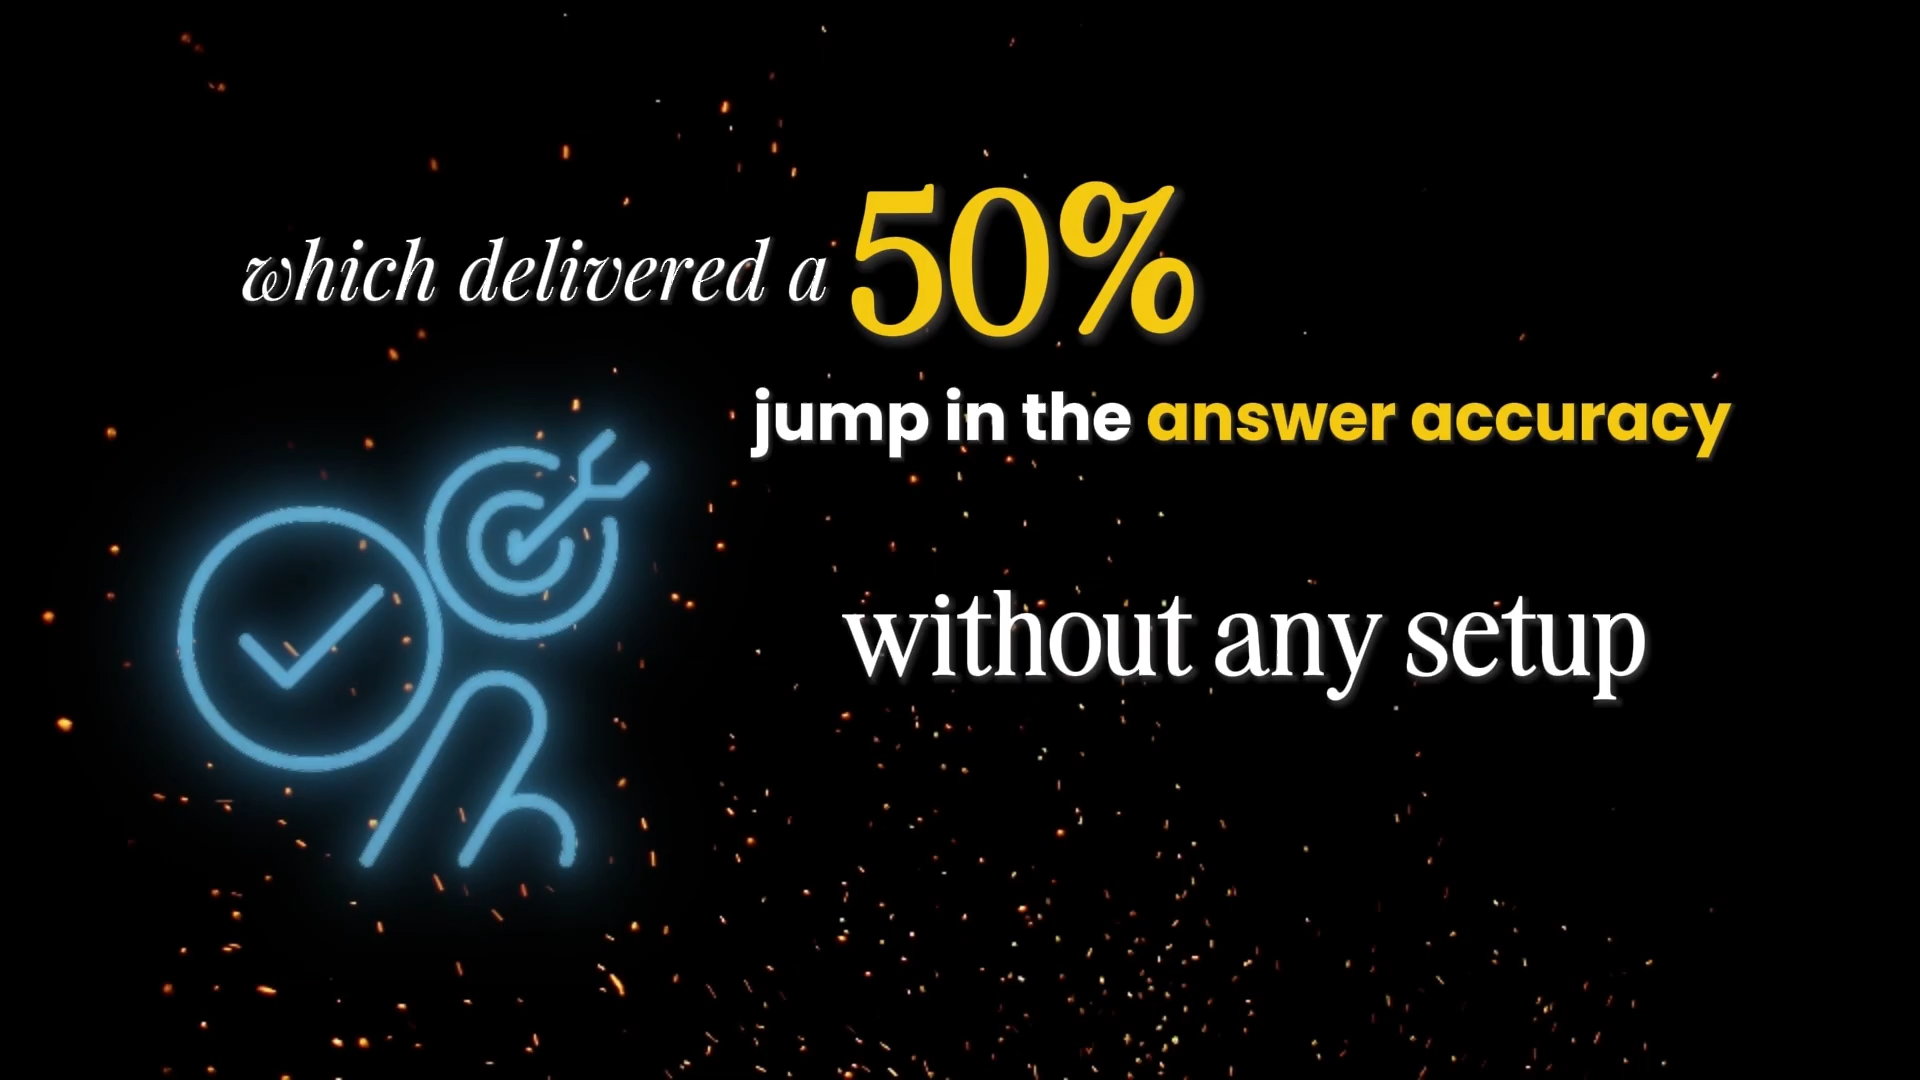 which delivered a 50%
jump in the answer accuracy
without any setup